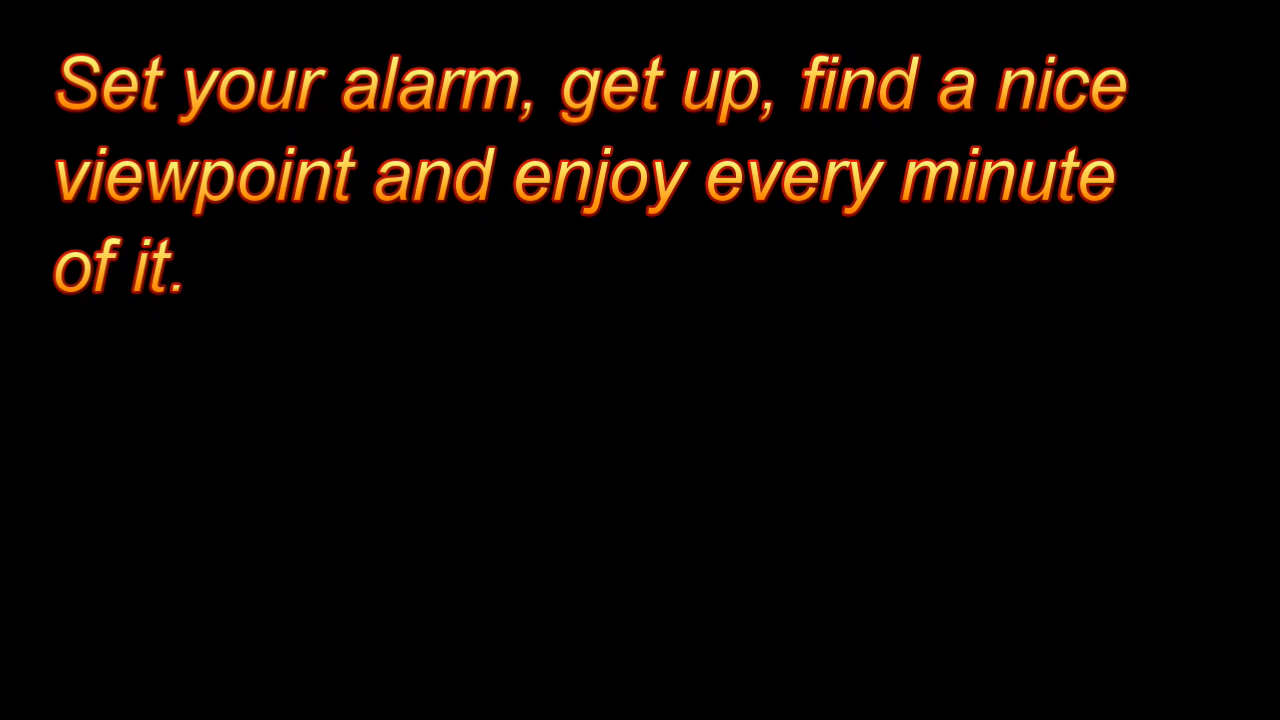 Set your alarm, get up, find a nice
viewpoint and enjoy every minute
of it.